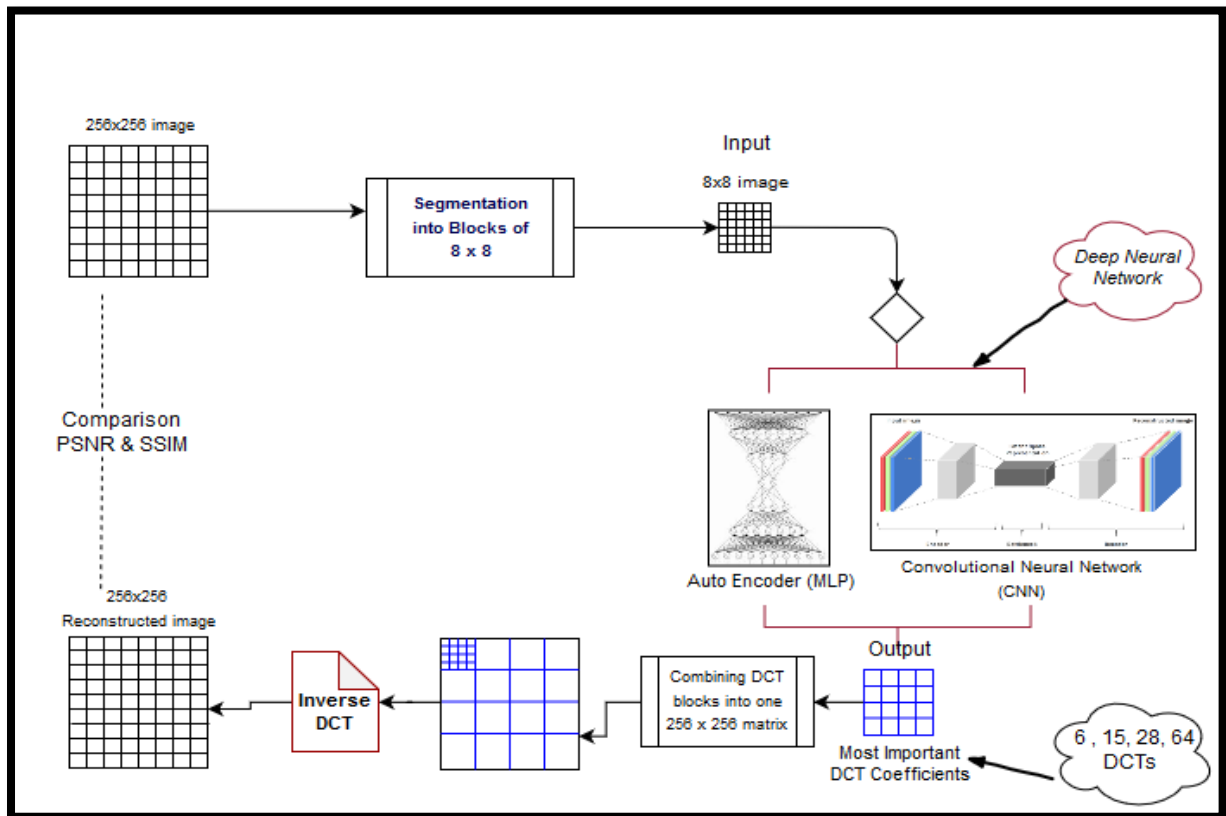 256x256 image
Segmentation
into Blocks of
8 x 8
Input
8x8 image
Deep Neural
Network
Comparison
PSNR & SSIM
Reconstructed image
Auto Encoder (MLP)
Convolutional Neural Network
(CNN)
256x256
Reconstructed image
Inverse
DCT
Combining DCT
blocks into one
256 x 256 matrix
Output
Most Important
DCT Coefficients
6 , 15, 28, 64
DCTs